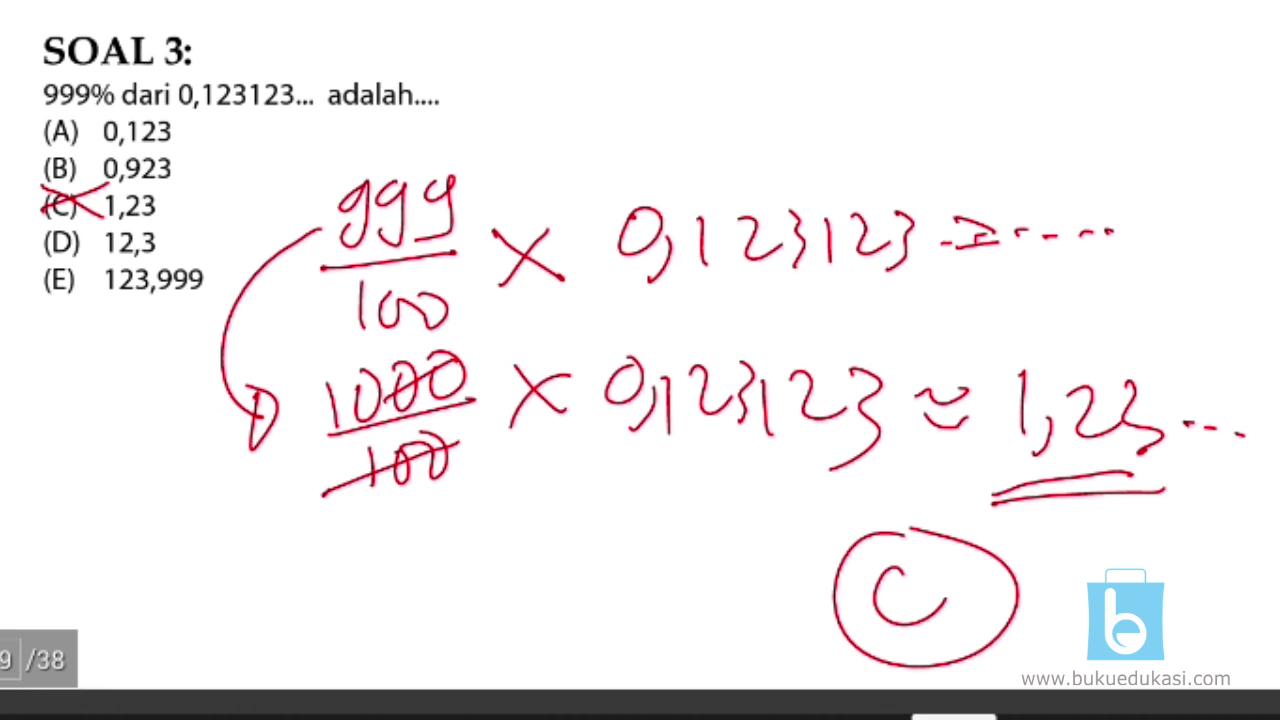 SOAL 3:
999% dari 0,123123... adalah....
(A) 0,123
(B) 0,923
(C) 1,23
(D) 12,3
(E) 123,999
999/100 × 0,123123 ... = .....
1000/100 × 0,123123 ≈ 1,23 ...
C
be
www.bukuedukasi.com
9 /38